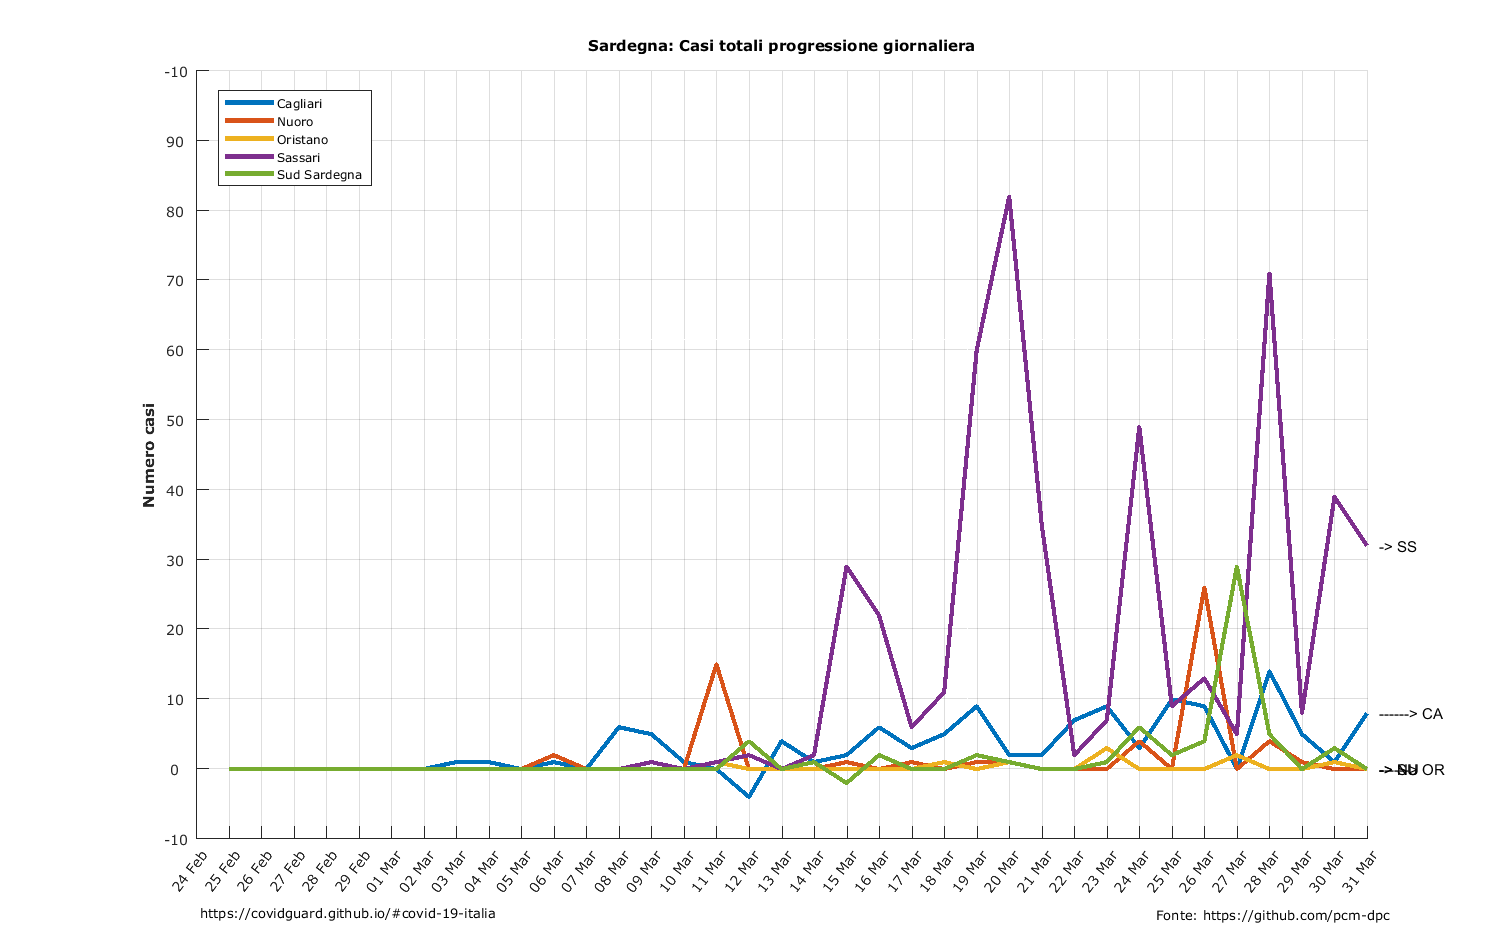 Sardegna: Casi totali progressione giornaliera
-10
90
80
70
60
50
40
30
20
10
0
-10
Numero casi
Cagliari
Nuoro
Oristano
Sassari
Sud Sardegna
-> SS
------> CA
OR
24 Feb
25 Feb
26 Feb
27 Feb
28 Feb
29 Feb
01 Mar
02 Mar
03 Mar
04 Mar
05 Mar
06 Mar
07 Mar
08 Mar
09 Mar
10 Mar
11 Mar
12 Mar
13 Mar
14 Mar
15 Mar
16 Mar
17 Mar
18 Mar
19 Mar
20 Mar
21 Mar
22 Mar
23 Mar
24 Mar
25 Mar
26 Mar
27 Mar
28 Mar
29 Mar
30 Mar
31 Mar
https://covidguard.github.io/#covid-19-italia
Fonte: https://github.com/pcm-dpc